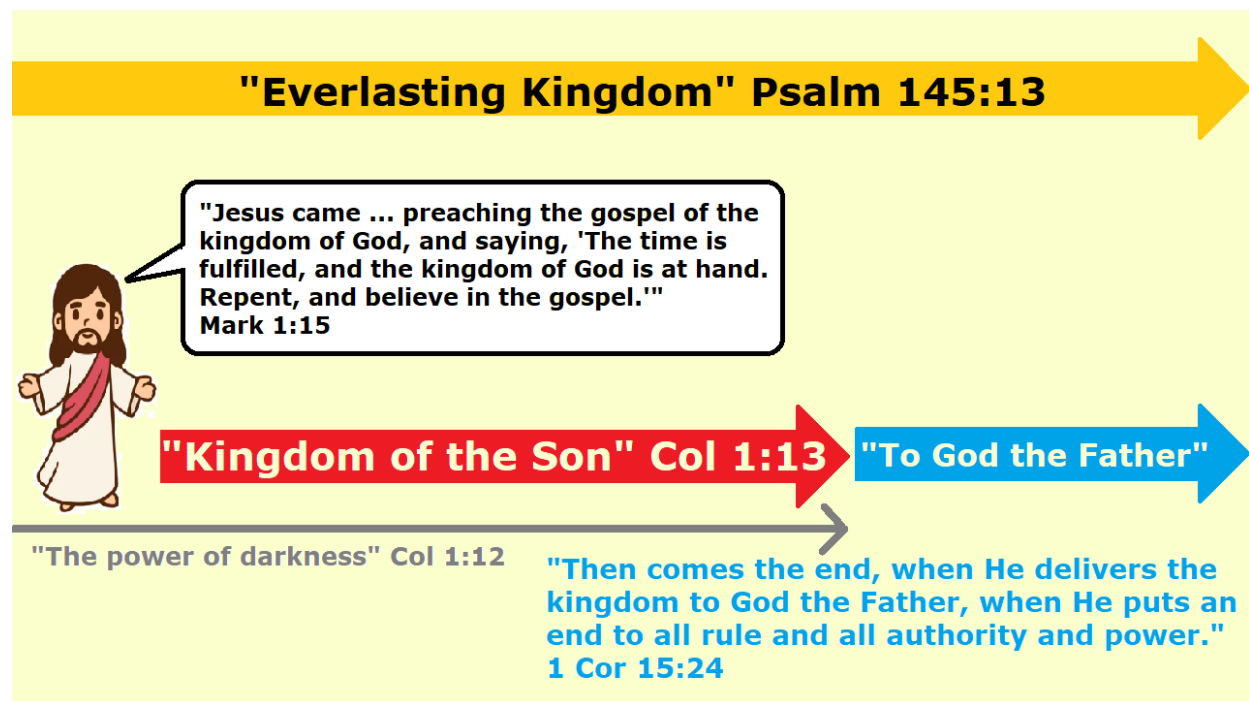 "Everlasting Kingdom" Psalm 145:13
"Jesus came ... preaching the gospel of the
kingdom of God, and saying, 'The time is
fulfilled, and the kingdom of God is at hand.
Repent, and believe in the gospel.'"
Mark 1:15
"Kingdom of the Son" Col 1:13
"To God the Father"
"The power of darkness" Col 1:12
"Then comes the end, when He delivers the
kingdom to God the Father, when He puts an
end to all rule and all authority and power."
1 Cor 15:24